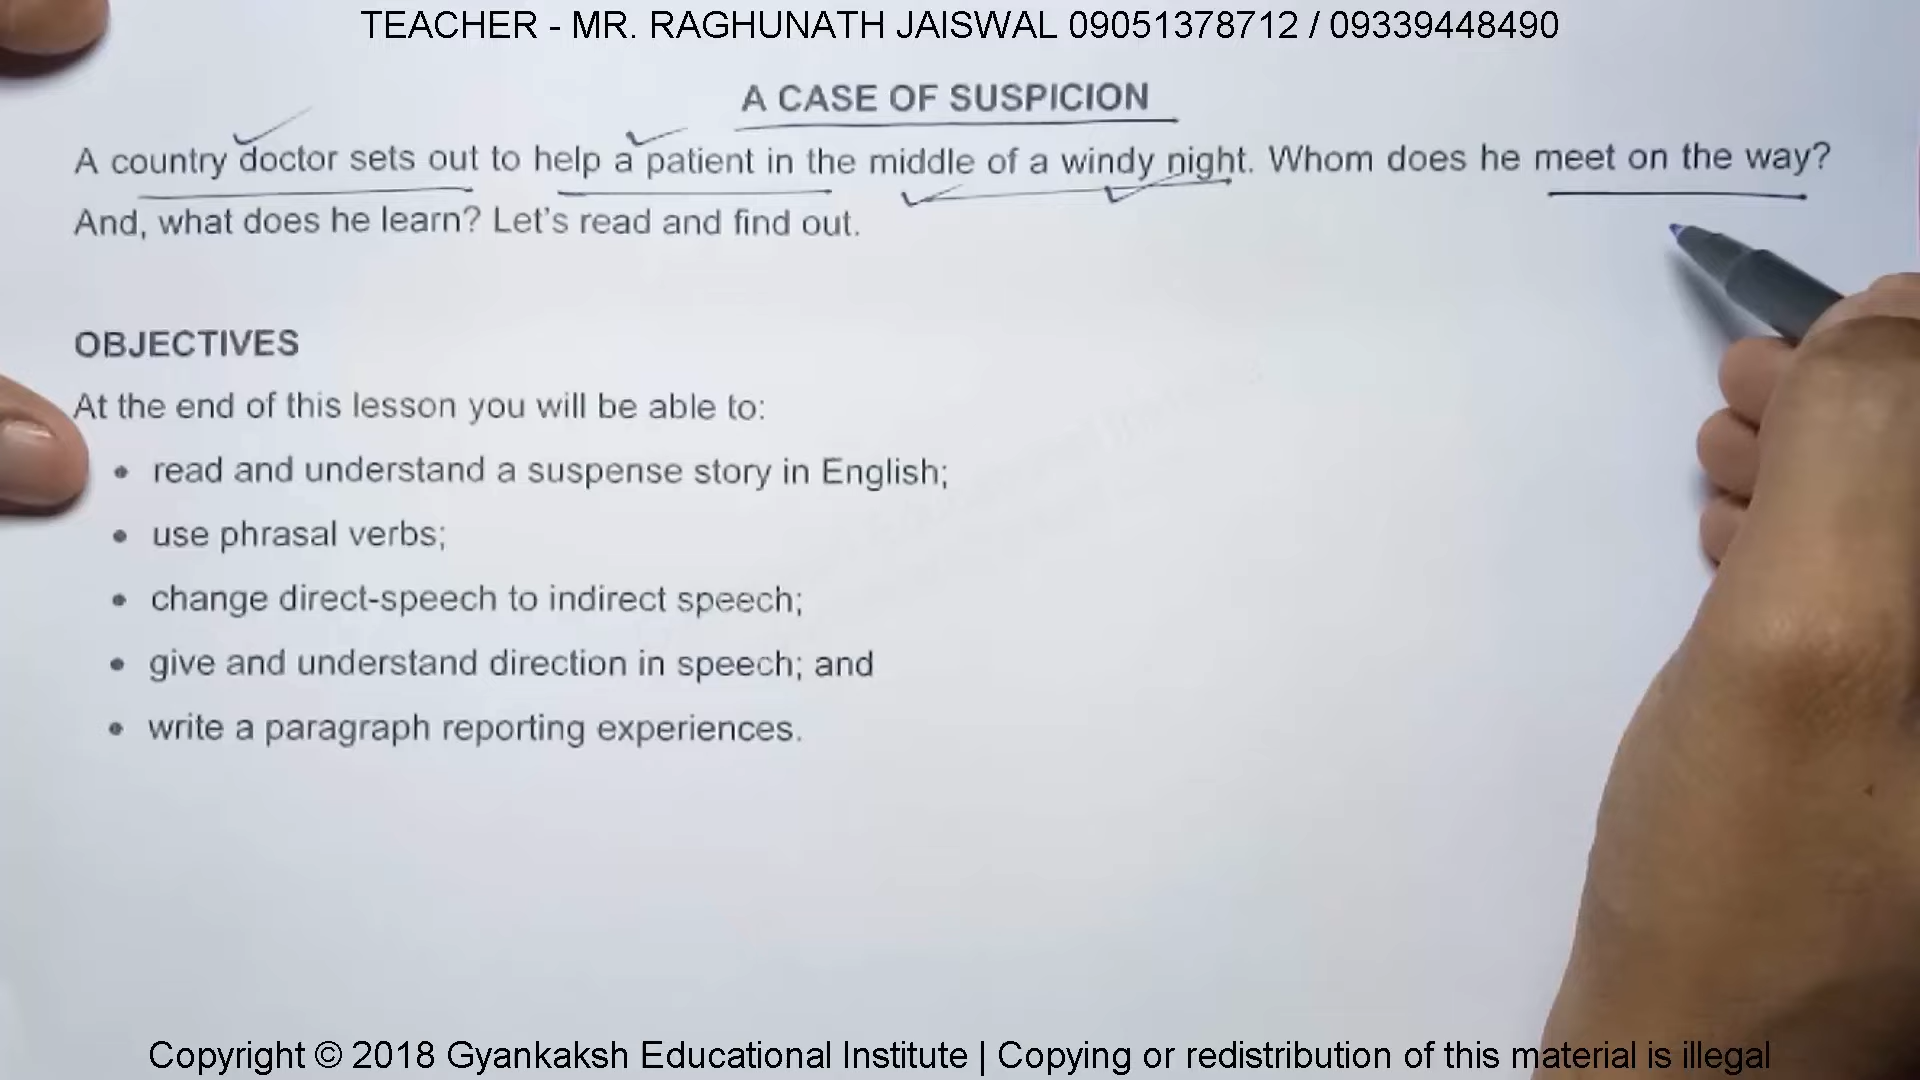 TEACHER - MR. RAGHUNATH JAISWAL 09051378712 / 09339448490
A CASE OF SUSPICION
A country doctor sets out to help a patient in the middle of a windy night. Whom does he meet on the way?
And, what does he learn? Let's read and find out.
OBJECTIVES
At the end of this lesson you will be able to:
• read and understand a suspense story in English;
• use phrasal verbs;
• change direct-speech to indirect speech;
• give and understand direction in speech; and
• write a paragraph reporting experiences.
Copyright © 2018 Gyankaksh Educational Institute | Copying or redistribution of this material is illegal